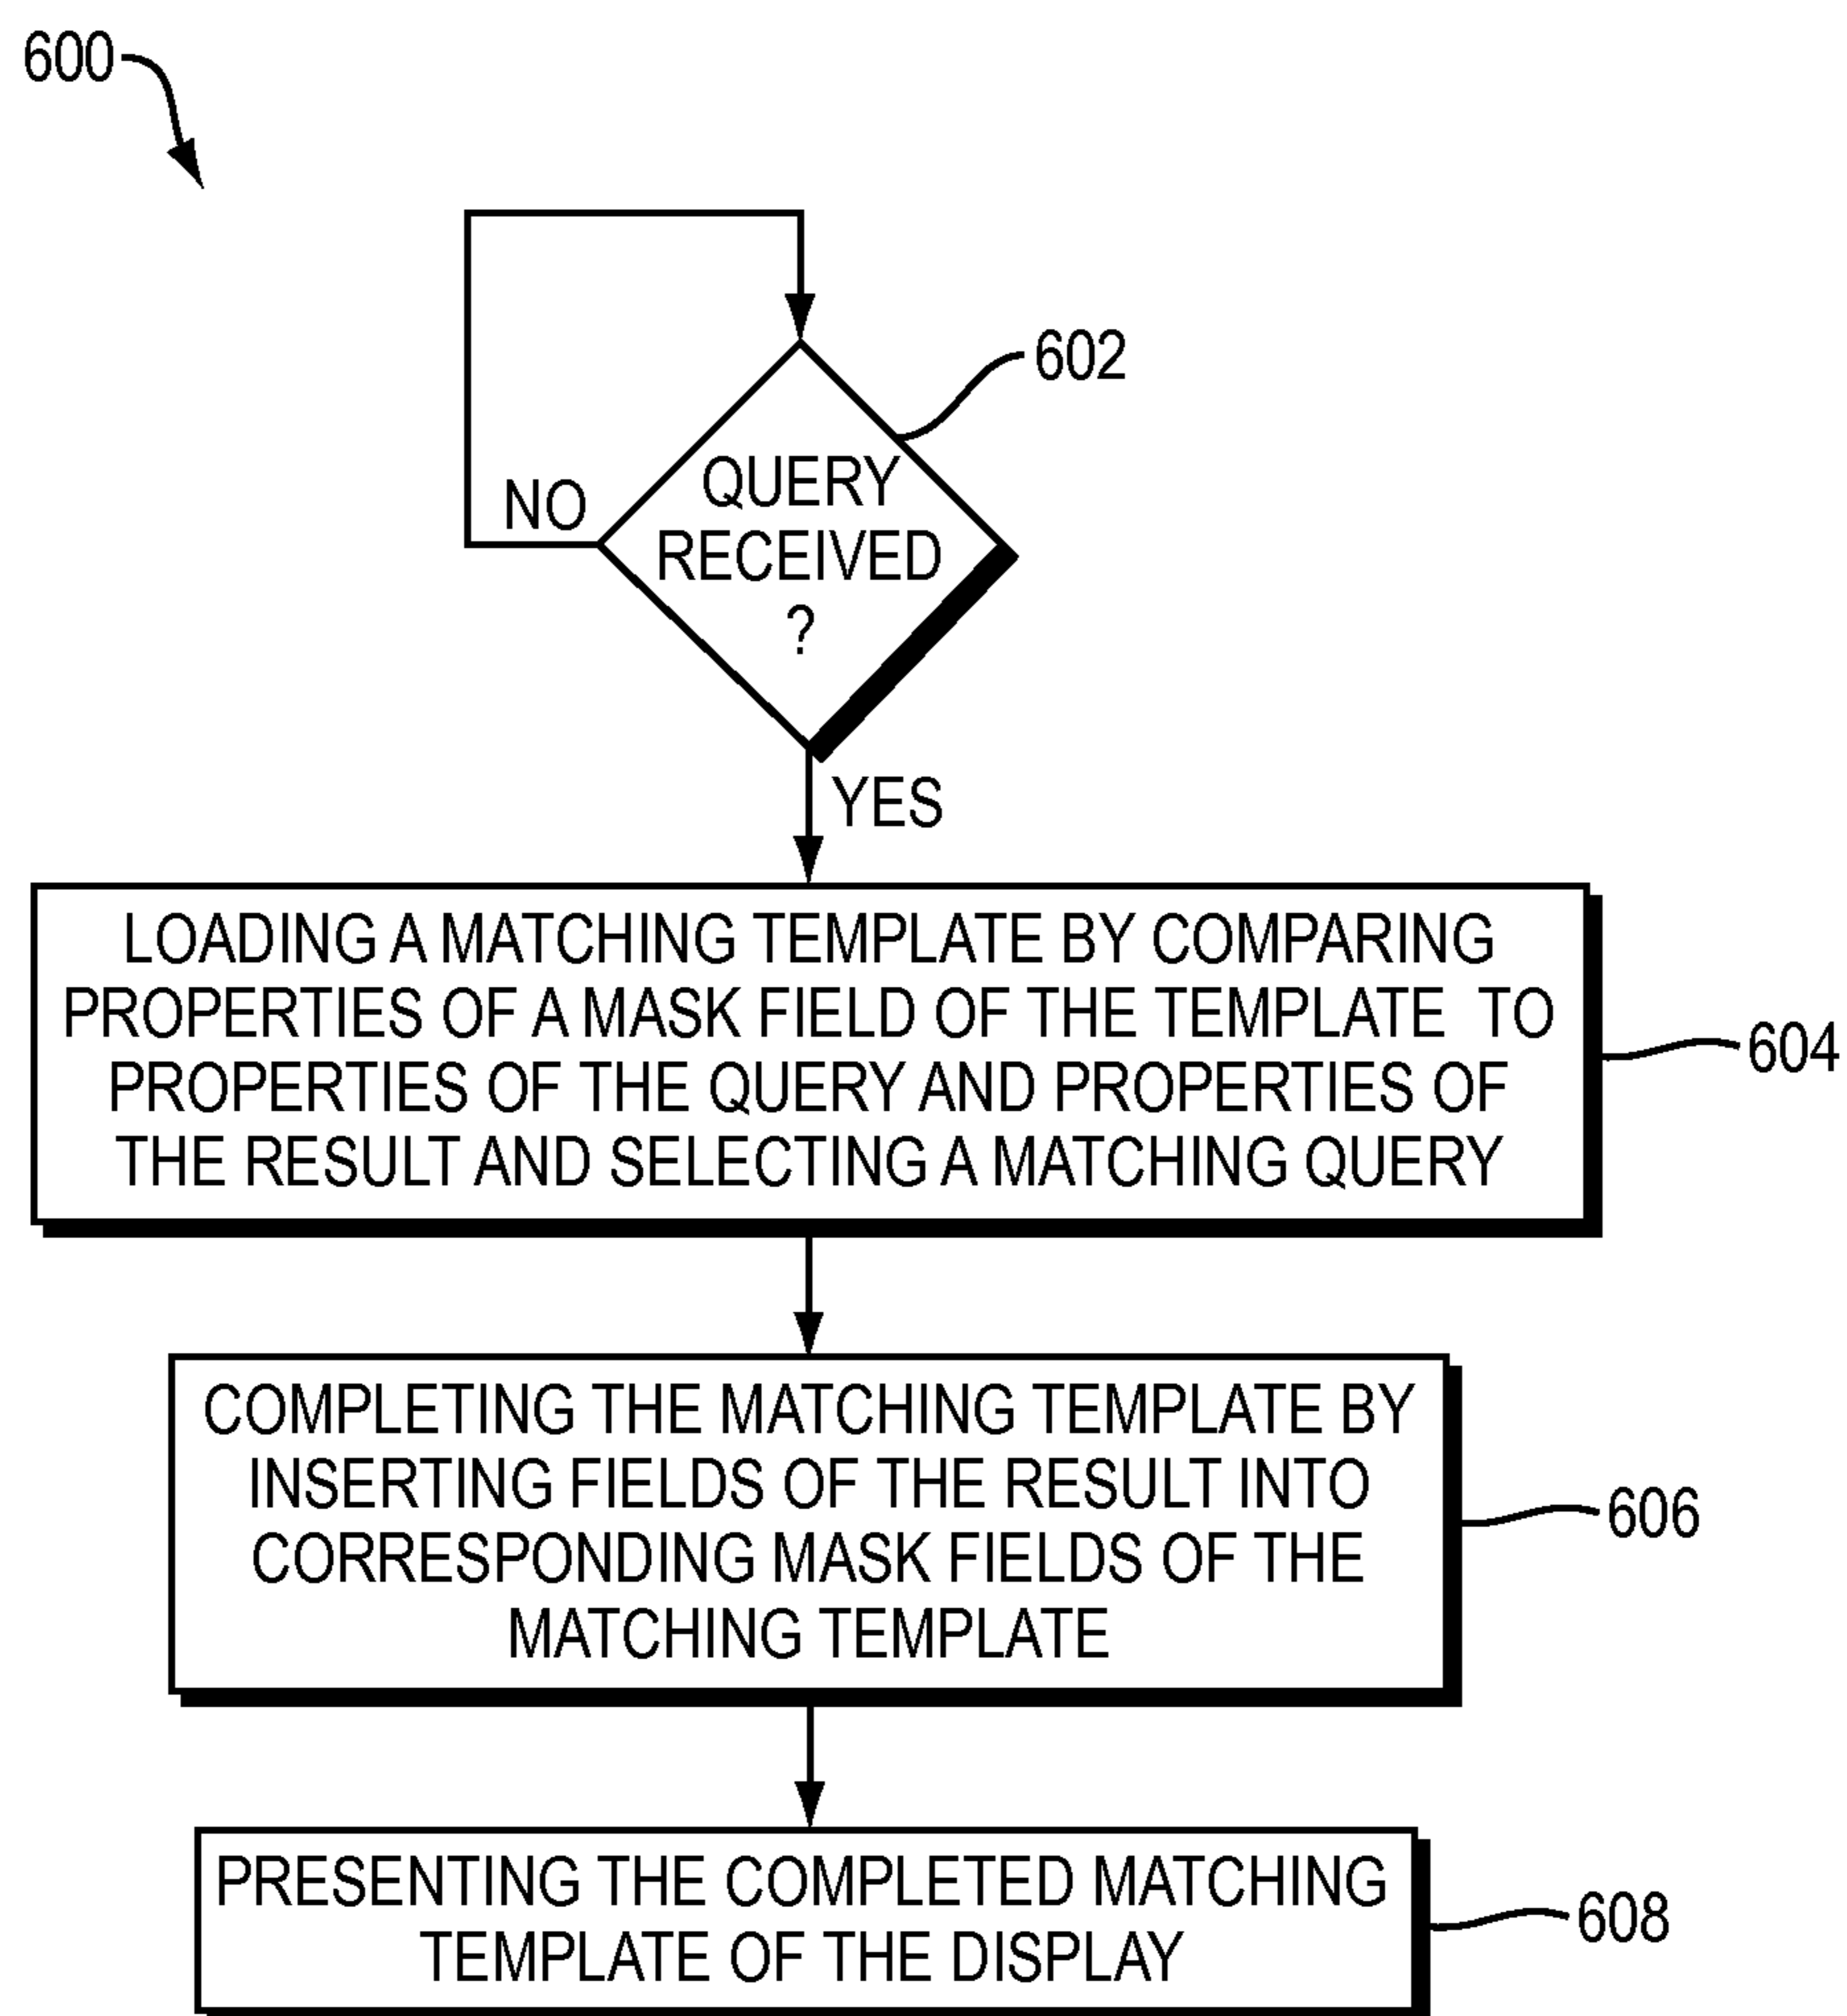 600
602
QUERY
RECEIVED
?
NO
YES
LOADING A MATCHING TEMPLATE BY COMPARING
PROPERTIES OF A MASK FIELD OF THE TEMPLATE TO
PROPERTIES OF THE QUERY AND PROPERTIES OF
THE RESULT AND SELECTING A MATCHING QUERY
604
COMPLETING THE MATCHING TEMPLATE BY
INSERTING FIELDS OF THE RESULT INTO
CORRESPONDING MASK FIELDS OF THE
MATCHING TEMPLATE
606
PRESENTING THE COMPLETED MATCHING
TEMPLATE OF THE DISPLAY
608